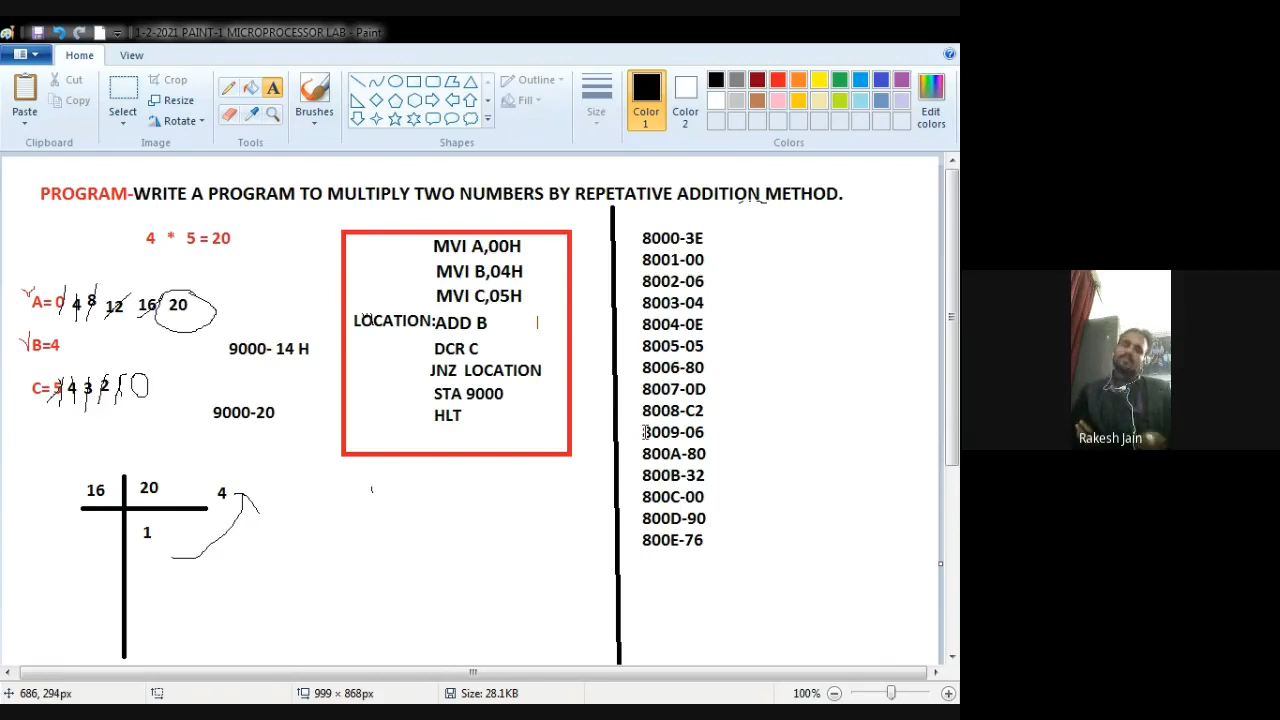 1-2-2021 PAINT-1 MICROPROCESSOR LAB - Paint
Home View
Paste
Cut
Copy
Clipboard
Select
Crop
Resize
Rotate
Image
A
Tools
Brushes
Outline
Fill
Shapes
Size
Color 1
Color 2
Edit colors
Colors
PROGRAM-WRITE A PROGRAM TO MULTIPLY TWO NUMBERS BY REPETATIVE ADDITION METHOD.
4 * 5 = 20
A= 0 4 8 12 16 20
B=4
C= 5 4 3 2 1 0
9000- 14 H
9000-20
16 20 4
1
MVI A,00H
MVI B,04H
MVI C,05H
LOCATION: ADD B
DCR C
JNZ LOCATION
STA 9000
HLT
8000-3E
8001-00
8002-06
8003-04
8004-0E
8005-05
8006-80
8007-0D
8008-C2
8009-06
800A-80
800B-32
800C-00
800D-90
800E-76
Rakesh Jain
686, 294px
999 × 868px
Size: 28.1KB
100%